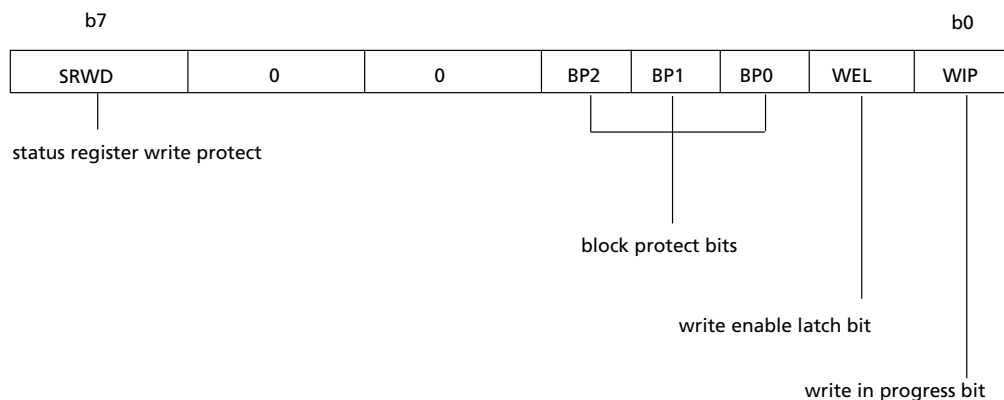 b7 b0
SRWD 0 0 BP2 BP1 BP0 WEL WIP
status register write protect
block protect bits
write enable latch bit
write in progress bit